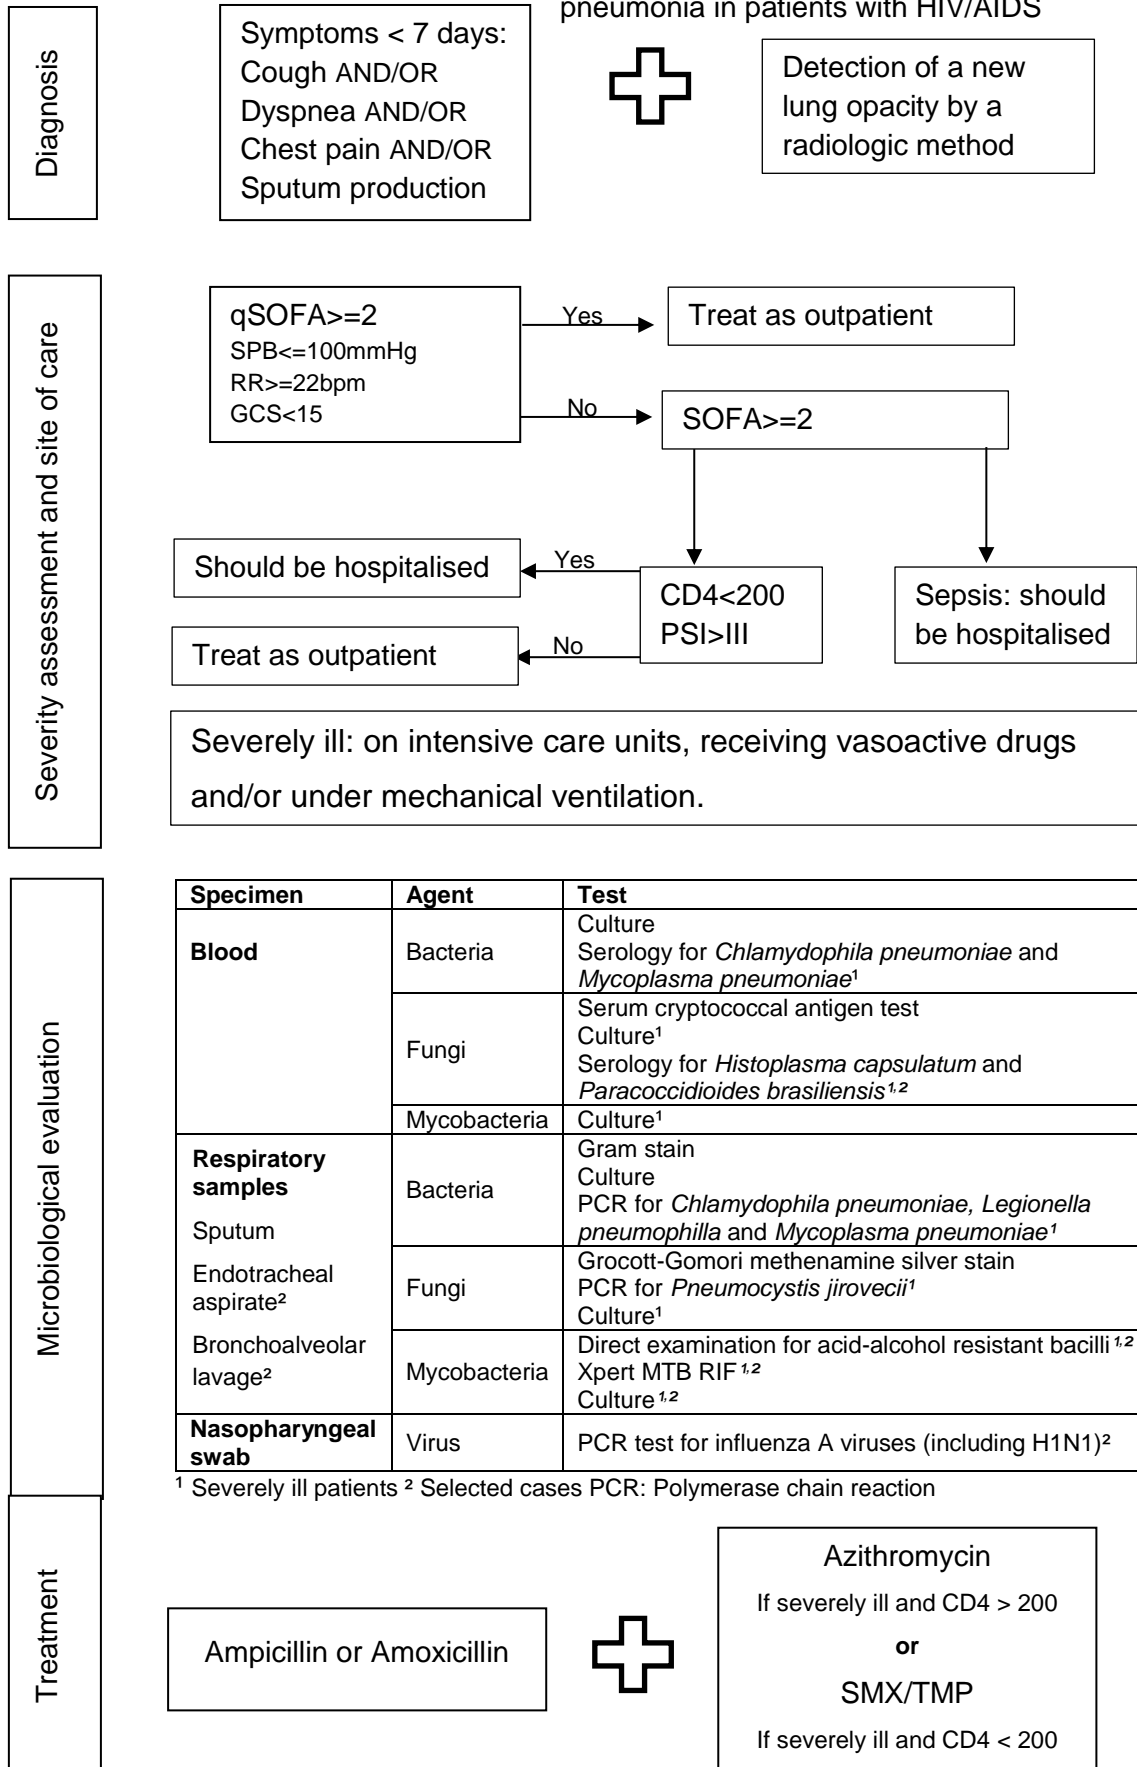 pneumonia in patients with HIV/AIDS
Diagnosis
Symptoms < 7 days:
Cough AND/OR
Dyspnea AND/OR
Chest pain AND/OR
Sputum production
Detection of a new
lung opacity by a
radiologic method
Severity assessment and site of care
qSOFA>=2
SPB<=100mmHg
RR>=22bpm
GCS<15
Yes
Treat as outpatient
No
SOFA>=2
Should be hospitalised
Yes
CD4<200
PSI>III
Sepsis: should
be hospitalised
Treat as outpatient
No
Severely ill: on intensive care units, receiving vasoactive drugs
and/or under mechanical ventilation.
Microbiological evaluation
Specimen Agent Test
Blood
Bacteria
Culture
Serology for Chlamydophila pneumoniae and
Mycoplasma pneumoniae¹
Fungi
Serum cryptococcal antigen test
Culture¹
Serology for Histoplasma capsulatum and
Paracoccidioides brasiliensis¹,²
Mycobacteria
Culture¹
Respiratory
samples
Sputum
Endotracheal
aspirate²
Bronchoalveolar
lavage²
Bacteria
Gram stain
Culture
PCR for Chlamydophila pneumoniae, Legionella
pneumophilla and Mycoplasma pneumoniae¹
Fungi
Grocott-Gomori methenamine silver stain
PCR for Pneumocystis jirovecii¹
Culture¹
Mycobacteria
Direct examination for acid-alcohol resistant bacilli¹,²
Xpert MTB RIF¹,²
Culture¹,²
Nasopharyngeal
swab
Virus
PCR test for influenza A viruses (including H1N1)²
¹ Severely ill patients ² Selected cases PCR: Polymerase chain reaction
Treatment
Ampicillin or Amoxicillin
Azithromycin
If severely ill and CD4 > 200
or
SMX/TMP
If severely ill and CD4 < 200